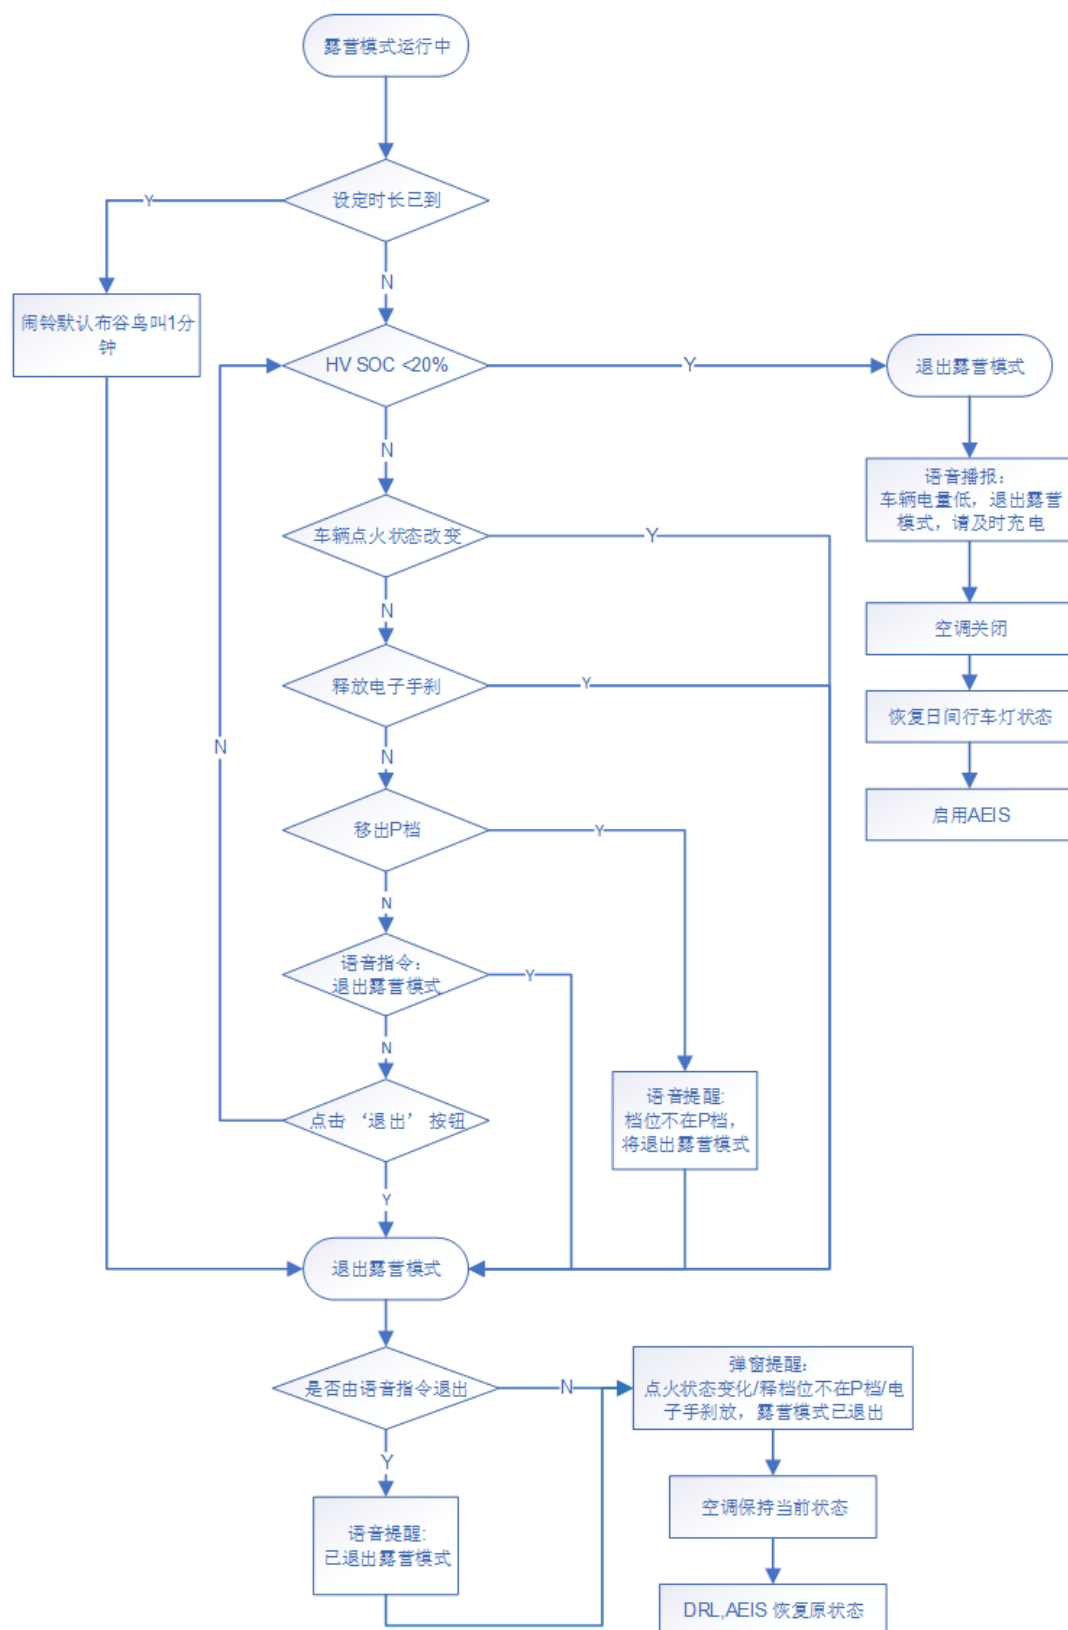 露营模式运行中
设定时长已到
Y
N
闹铃默认布谷鸟叫1分
钟
HV SOC <20%
Y
退出露营模式
N
语音播报：
车辆电量低，退出露营
模式，请及时充电
车辆点火状态改变
Y
N
空调关闭
释放电子手刹
Y
恢复日间行车灯状态
N
N
启用AEIS
移出P档
Y
N
语音指令：
退出露营模式
Y
N
点击 ‘退出’ 按钮
语音提醒:
档位不在P档，
将退出露营模式
Y
退出露营模式
是否由语音指令退出
N
弹窗提醒：
点火状态变化/释档位不在P档/电
子手刹放，露营模式已退出
Y
空调保持当前状态
语音提醒:
已退出露营模式
DRL,AEIS 恢复原状态